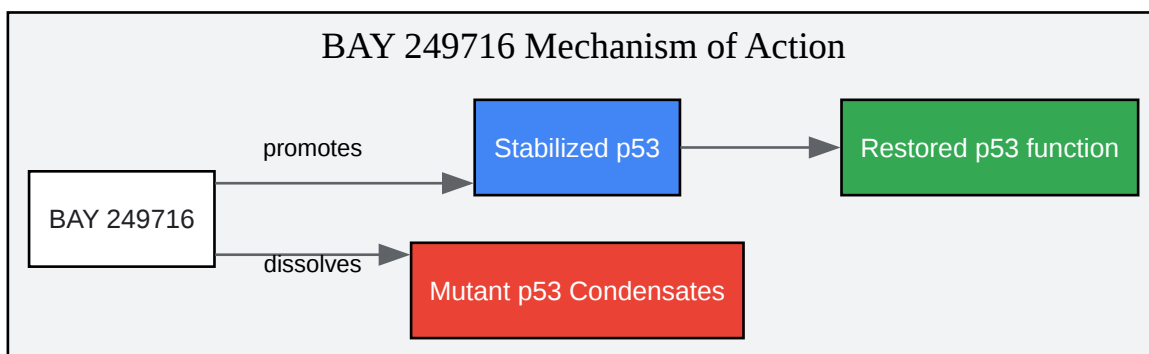 BAY 249716 Mechanism of Action
promotes
Stabilized p53
Restored p53 function
BAY 249716
dissolves
Mutant p53 Condensates